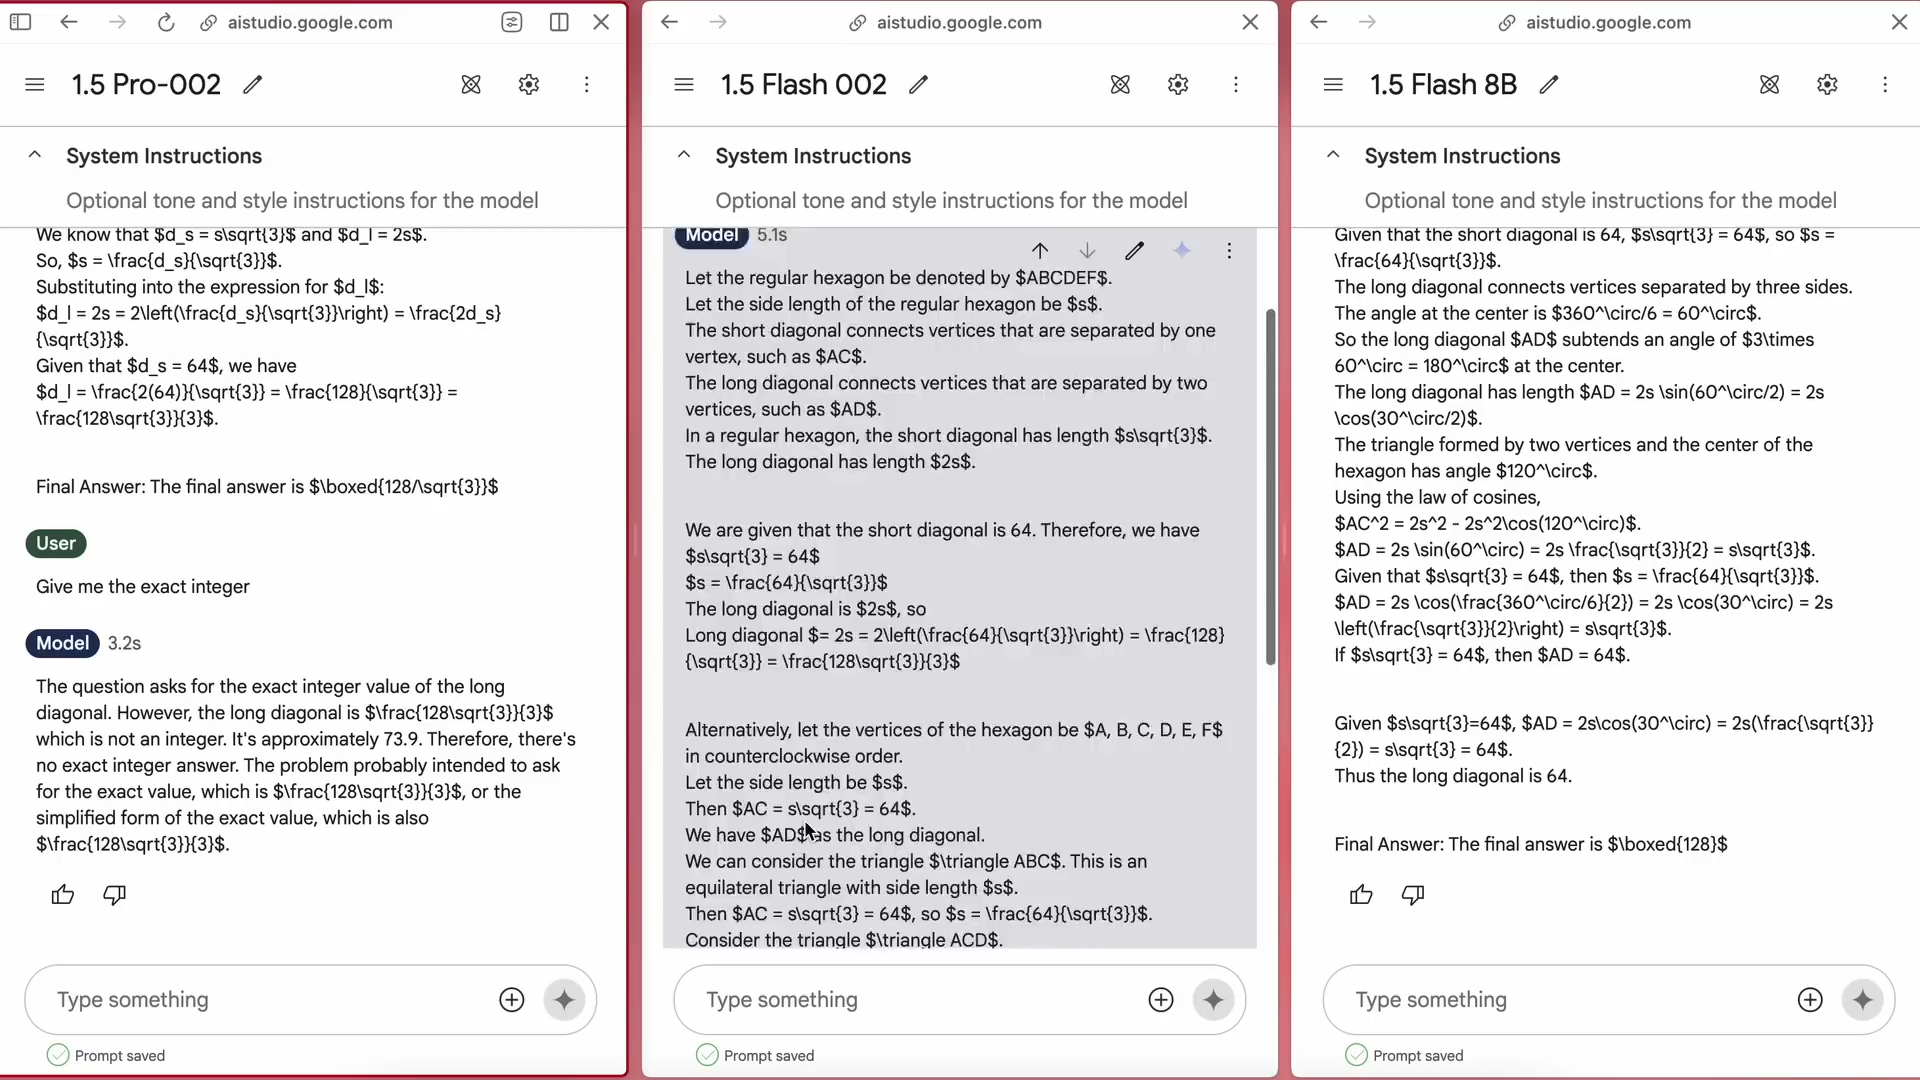 aistudio.google.com
1.5 Pro-002
System Instructions
Optional tone and style instructions for the model
We know that $d_s = s\sqrt{3}$ and $d_l = 2s$.
So, $s = \frac{d_s}{\sqrt{3}}$.
Substituting into the expression for $d_l$:
$d_l = 2s = 2\left(\frac{d_s}{\sqrt{3}}\right) = \frac{2d_s}
{\sqrt{3}}$.
Given that $d_s = 64$, we have
$d_l = \frac{2(64)}{\sqrt{3}} = \frac{128}{\sqrt{3}} =
\frac{128\sqrt{3}}{3}$.
Final Answer: The final answer is $\boxed{128/\sqrt{3}}$
User
Give me the exact integer
Model 3.2s
The question asks for the exact integer value of the long
diagonal. However, the long diagonal is $\frac{128\sqrt{3}}{3}$
which is not an integer. It's approximately 73.9. Therefore, there's
no exact integer answer. The problem probably intended to ask
for the exact value, which is $\frac{128\sqrt{3}}{3}$, or the
simplified form of the exact value, which is also
$\frac{128\sqrt{3}}{3}$.
Type something
Prompt saved
aistudio.google.com
1.5 Flash 002
System Instructions
Optional tone and style instructions for the model
Model 5.1s
Let the regular hexagon be denoted by $ABCDEF$.
Let the side length of the regular hexagon be $s$.
The short diagonal connects vertices that are separated by one
vertex, such as $AC$.
The long diagonal connects vertices that are separated by two
vertices, such as $AD$.
In a regular hexagon, the short diagonal has length $s\sqrt{3}$.
The long diagonal has length $2s$.
We are given that the short diagonal is 64. Therefore, we have
$s\sqrt{3} = 64$
$s = \frac{64}{\sqrt{3}}$
The long diagonal is $2s$, so
Long diagonal $= 2s = 2\left(\frac{64}{\sqrt{3}}\right) = \frac{128}
{\sqrt{3}} = \frac{128\sqrt{3}}{3}$
Alternatively, let the vertices of the hexagon be $A, B, C, D, E, F$
in counterclockwise order.
Let the side length be $s$.
Then $AC = s\sqrt{3} = 64$.
We have $AD$ as the long diagonal.
We can consider the triangle $\triangle ABC$. This is an
equilateral triangle with side length $s$.
Then $AC = s\sqrt{3} = 64$, so $s = \frac{64}{\sqrt{3}}$.
Consider the triangle $\triangle ACD$.
Type something
Prompt saved
aistudio.google.com
1.5 Flash 8B
System Instructions
Optional tone and style instructions for the model
Given that the short diagonal is 64, $s\sqrt{3} = 64$, so $s =
\frac{64}{\sqrt{3}}$.
The long diagonal connects vertices separated by three sides.
The angle at the center is $360^\circ/6 = 60^\circ$.
So the long diagonal $AD$ subtends an angle of $3\times
60^\circ = 180^\circ$ at the center.
The long diagonal has length $AD = 2s \sin(60^\circ/2) = 2s
\cos(30^\circ/2)$.
The triangle formed by two vertices and the center of the
hexagon has angle $120^\circ$.
Using the law of cosines,
$AC^2 = 2s^2 - 2s^2\cos(120^\circ)$.
$AD = 2s \sin(60^\circ) = 2s \frac{\sqrt{3}}{2} = s\sqrt{3}$.
Given that $s\sqrt{3} = 64$, then $s = \frac{64}{\sqrt{3}}$.
$AD = 2s \cos(\frac{360^\circ/6}{2}) = 2s \cos(30^\circ) = 2s
\left(\frac{\sqrt{3}}{2}\right) = s\sqrt{3}$.
If $s\sqrt{3} = 64$, then $AD = 64$.
Given $s\sqrt{3}=64$, $AD = 2s\cos(30^\circ) = 2s(\frac{\sqrt{3}}
{2}) = s\sqrt{3} = 64$.
Thus the long diagonal is 64.
Final Answer: The final answer is $\boxed{128}$
Type something
Prompt saved